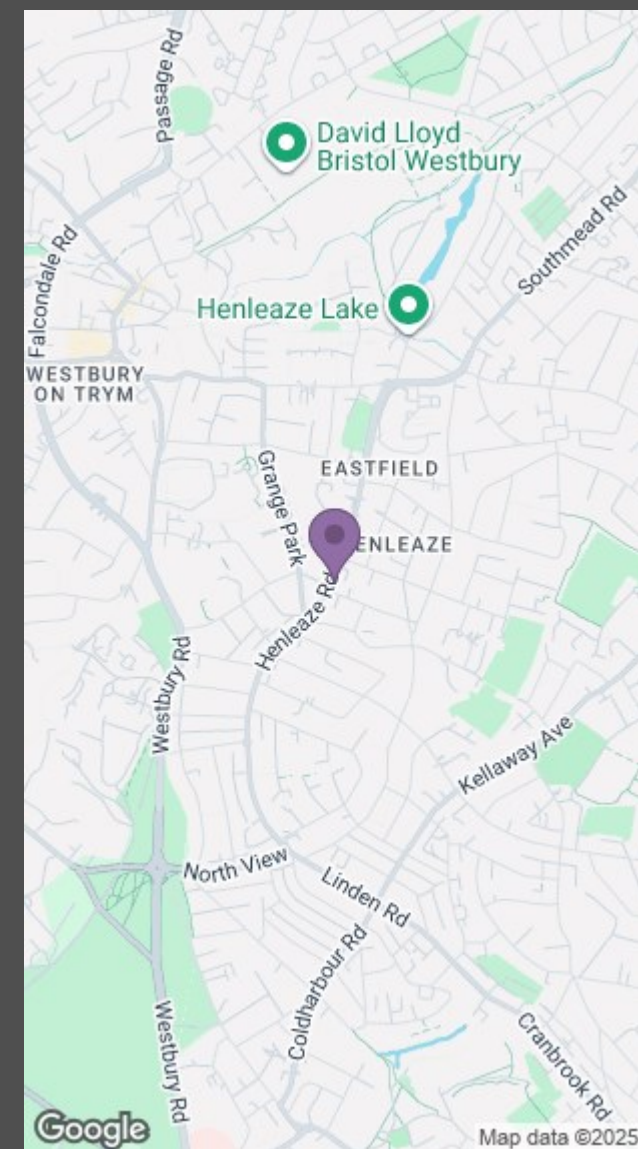 Passage Rd
David Lloyd
Bristol Westbury
Southmead Rd
Falcondale Rd
Henleaze Lake
WESTBURY
ON TRYM
EASTFIELD
Grange Park
ENLEAZE
Henleaze Rd
Westbury Rd
Kellaway Ave
North View
Linden Rd
Coldharbour Rd
Westbury Rd
Cranbrook Rd
Google
Map data ©2025